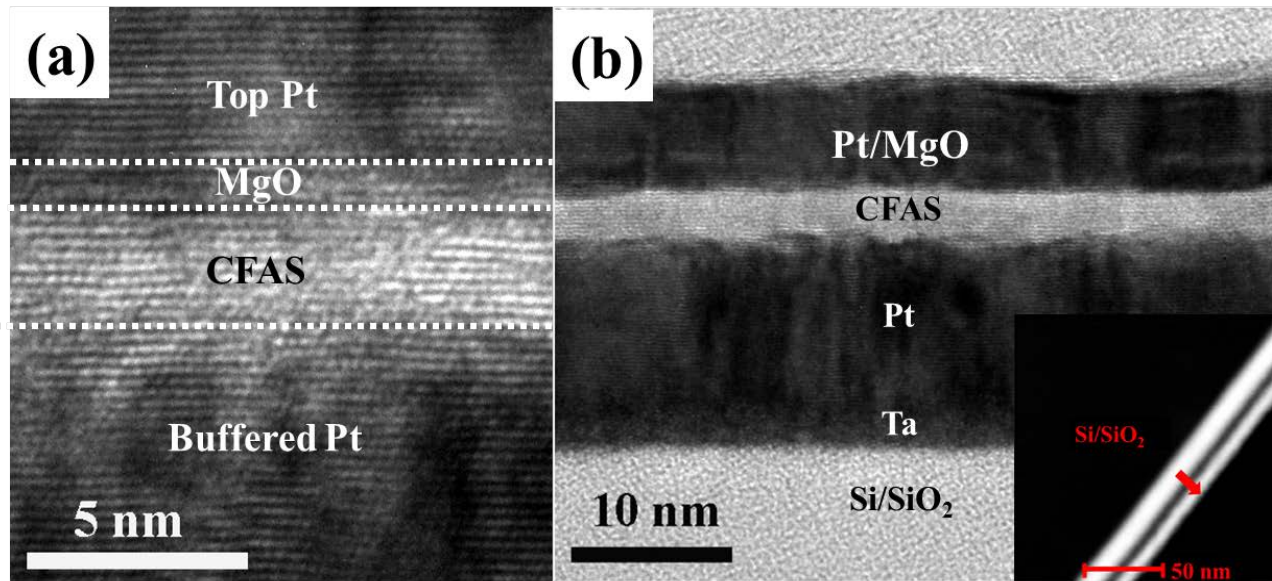 (a)
Top Pt
MgO
CFAS
Buffered Pt
5 nm
(b)
Pt/MgO
CFAS
Pt
Ta
Si/SiO₂
10 nm
Si/SiO₂
50 nm